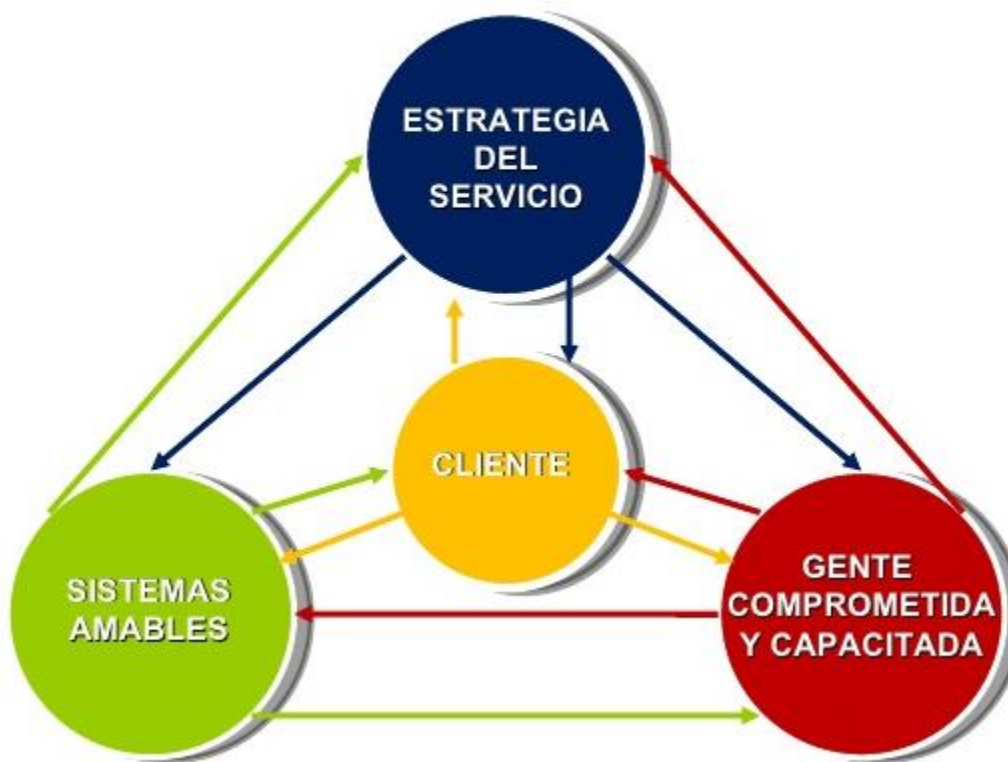 ESTRATEGIA
DEL
SERVICIO
CLIENTE
SISTEMAS
AMABLES
GENTE
COMPROMETIDA
Y CAPACITADA